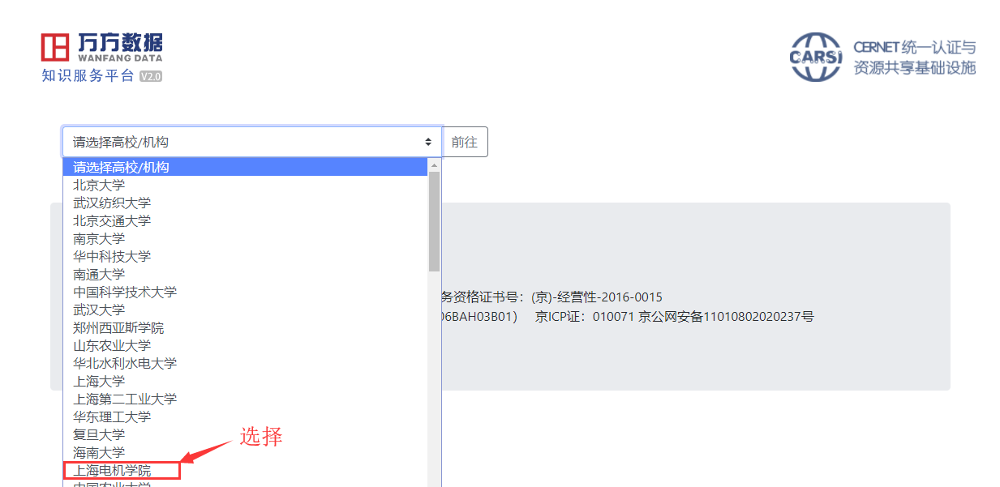 万方数据
WANFANG DATA
知识服务平台 V2.0
CARSI
CERNET统一认证与
资源共享基础设施
请选择高校/机构
前往
请选择高校/机构
北京大学
武汉纺织大学
北京交通大学
南京大学
华中科技大学
南通大学
中国科学技术大学
务资格证书号：(京)-经营性-2016-0015
武汉大学
06BAH03B01） 京ICP证：010071 京公网安备11010802020237号
郑州西亚斯学院
山东农业大学
华北水利水电大学
上海大学
上海第二工业大学
华东理工大学
复旦大学
选择
海南大学
上海电机学院
中国农业大学